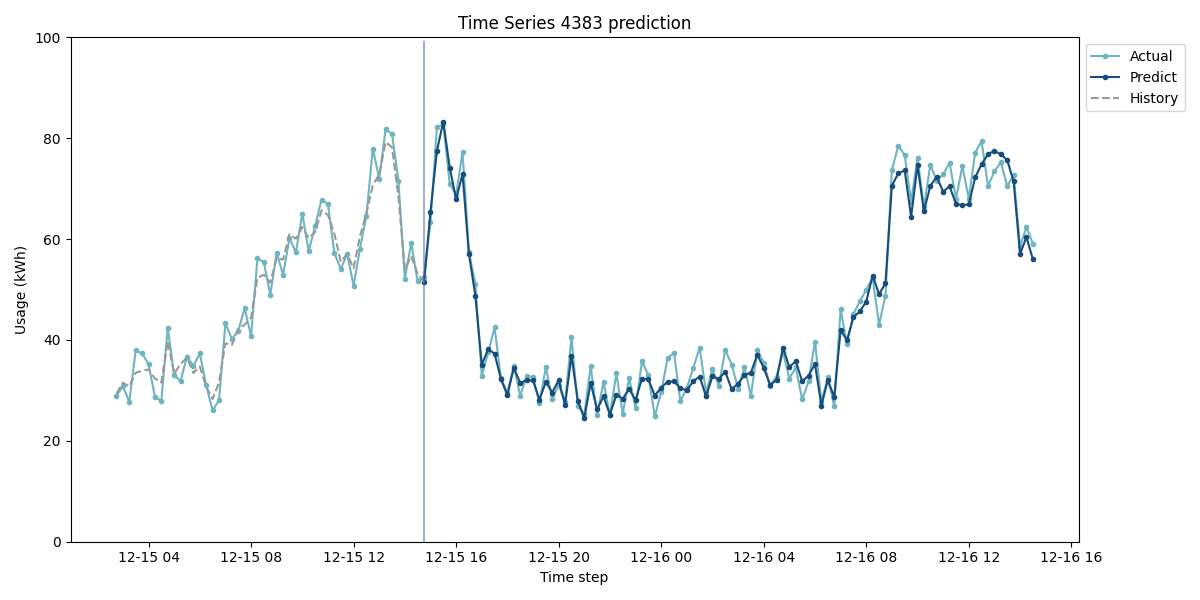 Time Series 4383 prediction
100
80
60
40
20
0
Usage (kWh)
12-15 04
12-15 08
12-15 12
12-15 16
12-15 20
12-16 00
12-16 04
12-16 08
12-16 12
12-16 16
Time step
Actual
Predict
History